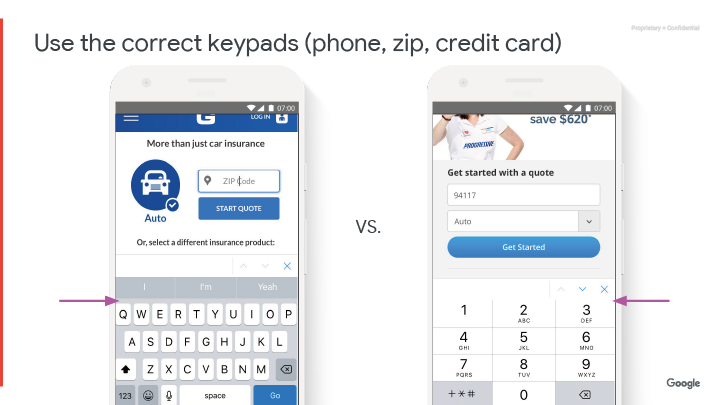 Proprietary + Confidential
Use the correct keypads (phone, zip, credit card)
07:00
G
LOG IN
More than just car insurance
ZIP Code
START QUOTE
Auto
Or, select a different insurance product:
I
I'm
Yeah
Q W E R T Y U I O P
A S D F G H J K L
Z X C V B N M
123
space
Go
VS.
07:00
save $620*
PROGRESSIVE
Get started with a quote
94117
Auto
Get Started
1
2
ABC
3
DEF
4
GHI
5
JKL
6
MNO
7
PQRS
8
TUV
9
WXYZ
+ * #
0
Google